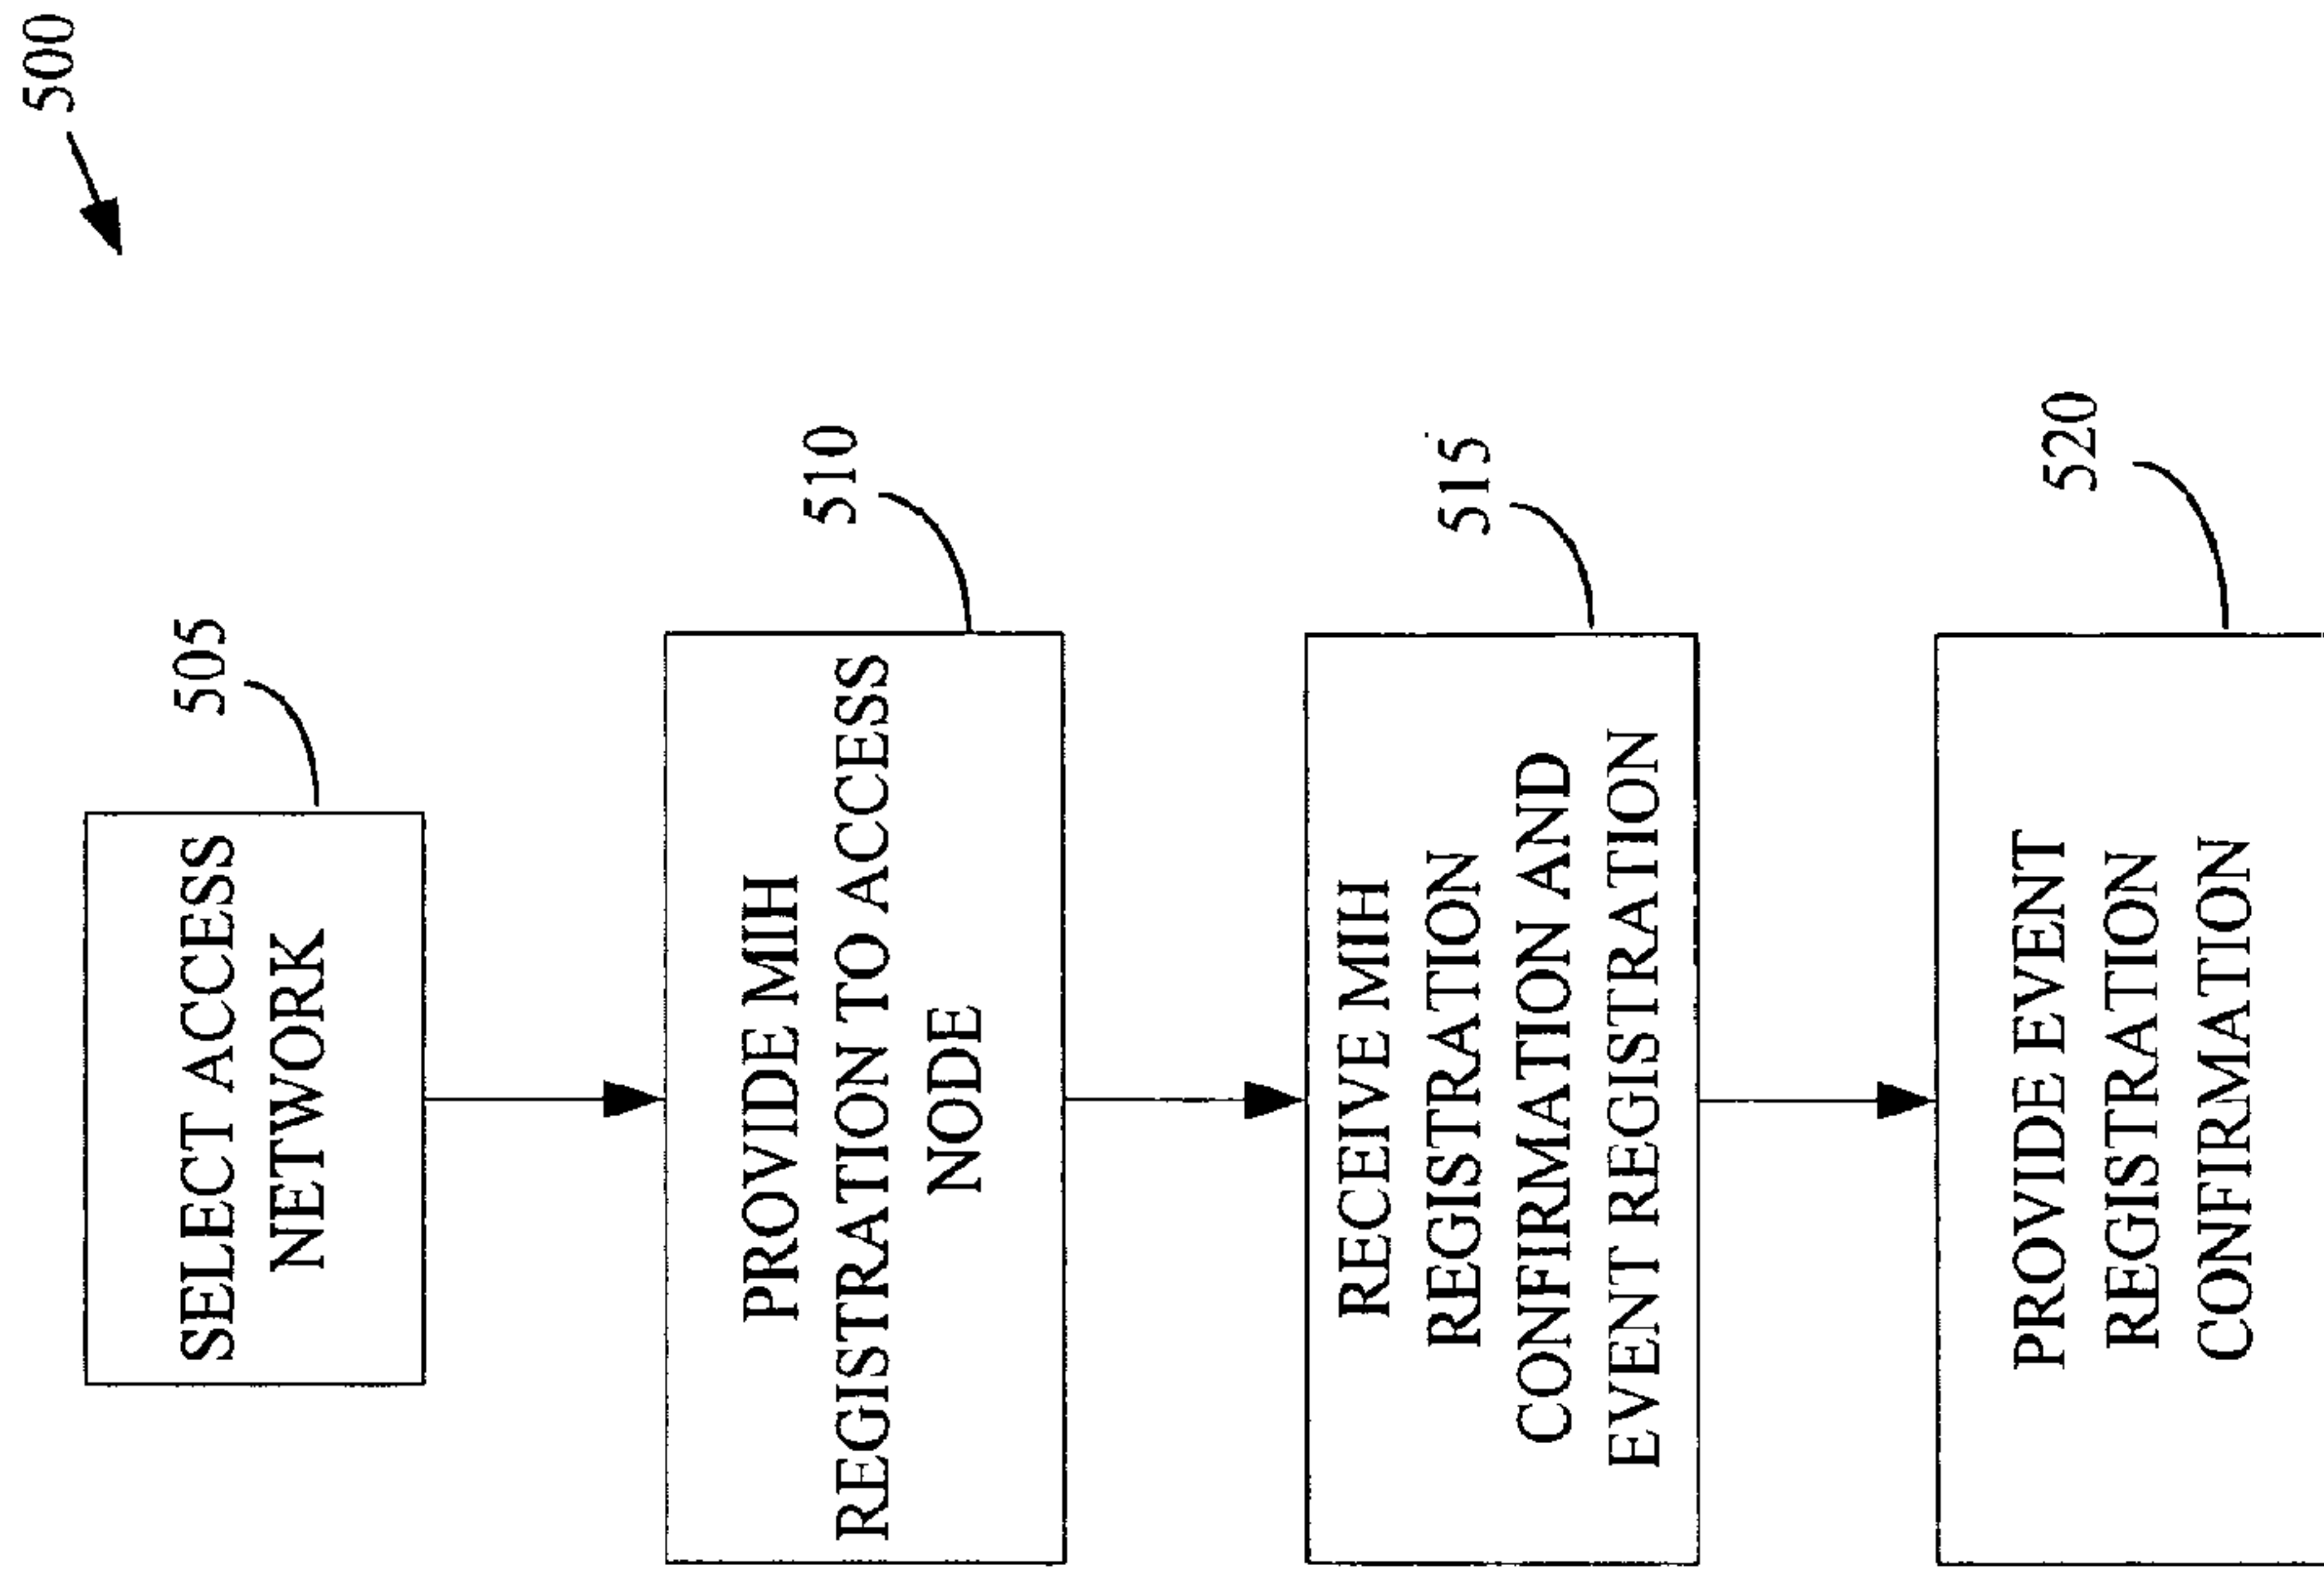 500
505
SELECT ACCESS
NETWORK
510
PROVIDE MIH
REGISTRATION TO ACCESS
NODE
515
RECEIVE MIH
REGISTRATION
CONFIRMATION AND
EVENT REGISTRATION
520
PROVIDE EVENT
REGISTRATION
CONFIRMATION